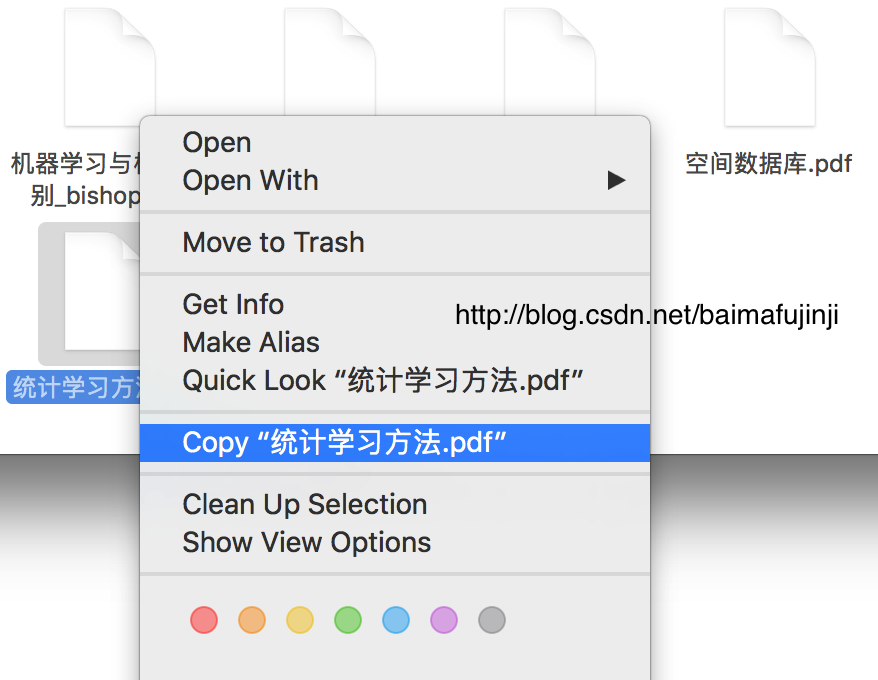 机器学习与
别_bishop
空间数据库.pdf
统计学习方
Open
Open With
Move to Trash
Get Info
http://blog.csdn.net/baimafujinji
Make Alias
Quick Look “统计学习方法.pdf”
Copy “统计学习方法.pdf”
Clean Up Selection
Show View Options